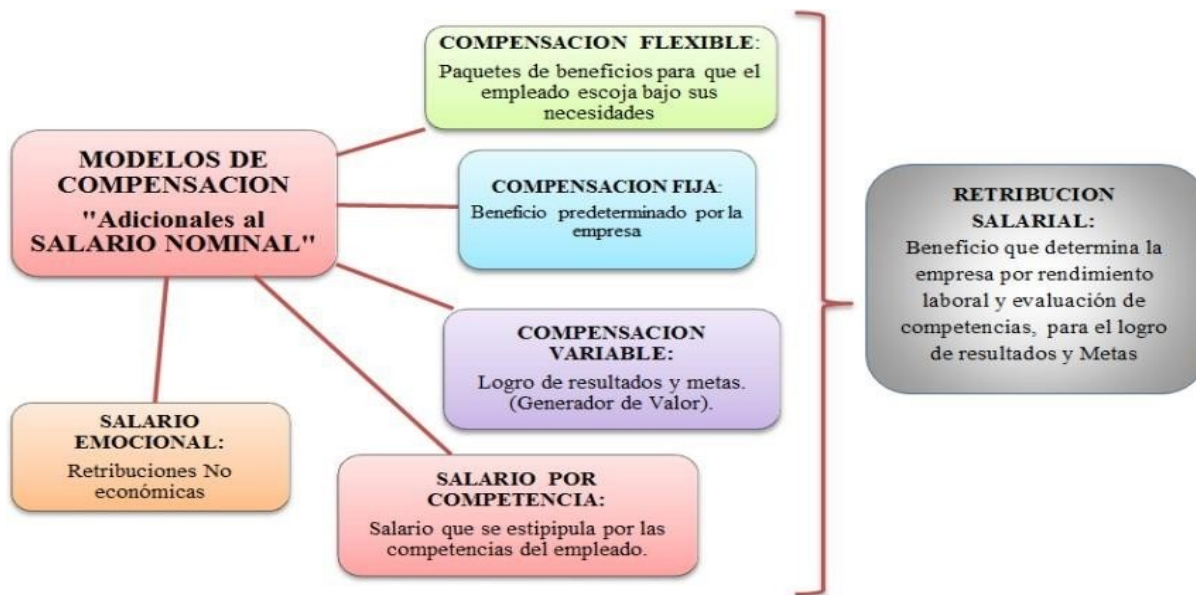 COMPENSACION FLEXIBLE:
Paquetes de beneficios para que el
empleado escoja bajo sus
necesidades
MODELOS DE
COMPENSACION
"Adicionales al
SALARIO NOMINAL"
COMPENSACION FIJA:
Beneficio predeterminado por la
empresa
COMPENSACION
VARIABLE:
Logro de resultados y metas.
(Generador de Valor).
SALARIO
EMOCIONAL:
Retribuciones No
económicas
SALARIO POR
COMPETENCIA:
Salario que se estipipula por las
competencias del empleado.
RETRIBUCION
SALARIAL:
Beneficio que determina la
empresa por rendimiento
laboral y evaluación de
competencias, para el logro
de resultados y Metas